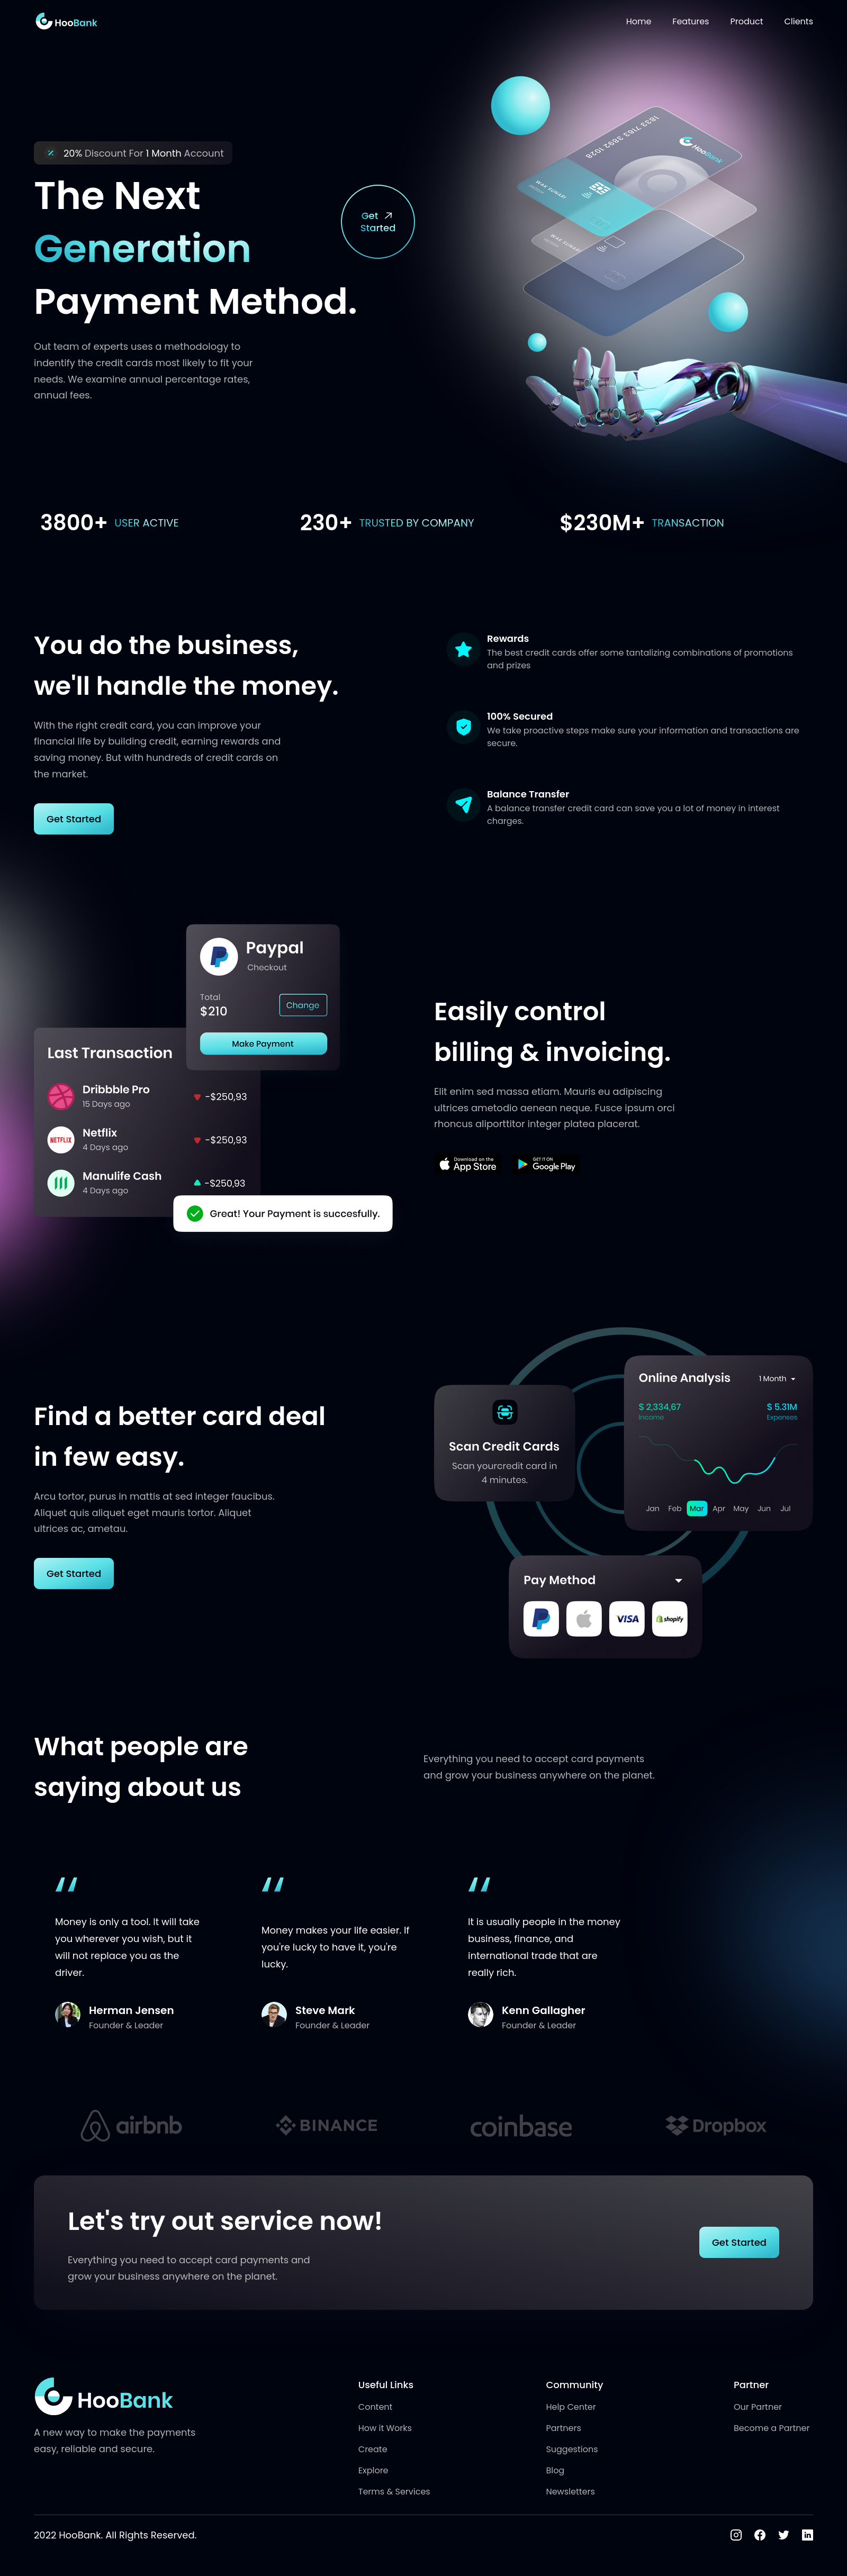 HooBank
Home Features Product Clients
1833 7163 3892 1028
HooBank
20% Discount For 1 Month Account
The Next
Generation
Payment Method.
Get
Started
Out team of experts uses a methodology to
indentify the credit cards most likely to fit your
needs. We examine annual percentage rates,
annual fees.
3800+ USER ACTIVE
230+ TRUSTED BY COMPANY
$230M+ TRANSACTION
You do the business,
we'll handle the money.
With the right credit card, you can improve your
financial life by building credit, earning rewards and
saving money. But with hundreds of credit cards on
the market.
Get Started
Rewards
The best credit cards offer some tantalizing combinations of promotions
and prizes
100% Secured
We take proactive steps make sure your information and transactions are
secure.
Balance Transfer
A balance transfer credit card can save you a lot of money in interest
charges.
Paypal
Checkout
Total
$210
Change
Make Payment
Last Transaction
Dribbble Pro
15 Days ago
-$250,93
NETFLIX
Netflix
4 Days ago
-$250,93
Manulife Cash
4 Days ago
-$250,93
Great! Your Payment is succesfully.
Easily control
billing & invoicing.
Elit enim sed massa etiam. Mauris eu adipiscing
ultrices ametodio aenean neque. Fusce ipsum orci
rhoncus aliporttitor integer platea placerat.
Download on the
App Store
GET IT ON
Google Play
Find a better card deal
in few easy.
Arcu tortor, purus in mattis at sed integer faucibus.
Aliquet quis aliquet eget mauris tortor. Aliquet
ultrices ac, ametau.
Get Started
Scan Credit Cards
Scan yourcredit card in
4 minutes.
Online Analysis
1 Month
$ 2,334,67
Income
$ 5.31M
Expenses
Jan Feb Mar Apr May Jun Jul
Pay Method
VISA
shopify
What people are
saying about us
Everything you need to accept card payments
and grow your business anywhere on the planet.
Money is only a tool. It will take
you wherever you wish, but it
will not replace you as the
driver.
Herman Jensen
Founder & Leader
Money makes your life easier. If
you're lucky to have it, you're
lucky.
Steve Mark
Founder & Leader
It is usually people in the money
business, finance, and
international trade that are
really rich.
Kenn Gallagher
Founder & Leader
airbnb
BINANCE
coinbase
Dropbox
Let's try out service now!
Everything you need to accept card payments and
grow your business anywhere on the planet.
Get Started
HooBank
A new way to make the payments
easy, reliable and secure.
Useful Links
Content
How it Works
Create
Explore
Terms & Services
Community
Help Center
Partners
Suggestions
Blog
Newsletters
Partner
Our Partner
Become a Partner
2022 HooBank. All Rights Reserved.